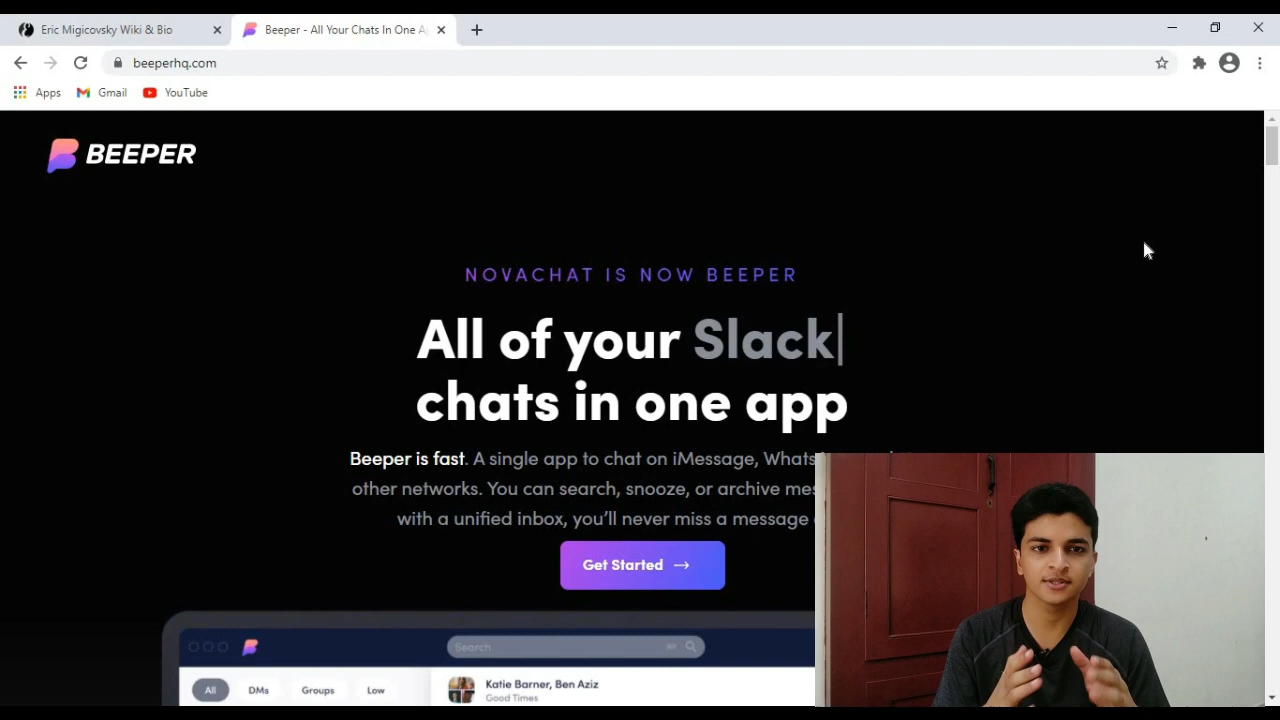 Eric Migicovsky Wiki & Bio
Beeper - All Your Chats In One A
beeperhq.com
Apps
Gmail
YouTube
BEEPER
NOVACHAT IS NOW BEEPER
All of your Slack
chats in one app
Beeper is fast. A single app to chat on iMessage, Whats
other networks. You can search, snooze, or archive mes
with a unified inbox, you'll never miss a message
Get Started →
Search
All
DMs
Groups
Low
Katie Barner, Ben Aziz
Good Times